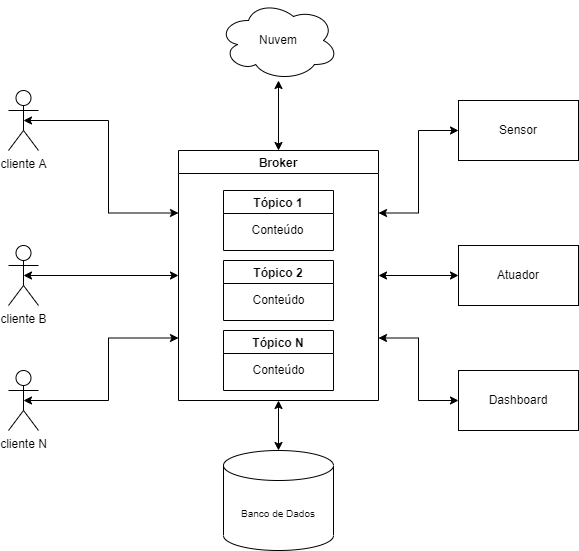 Nuvem
cliente A
Sensor
Broker
Tópico 1
Conteúdo
Tópico 2
Conteúdo
Tópico N
Conteúdo
cliente B
Atuador
cliente N
Dashboard
Banco de Dados